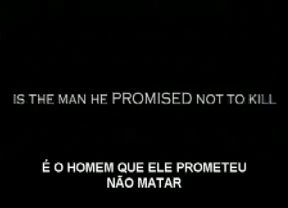 IS THE MAN HE PROMISED NOT TO KILL
É O HOMEM QUE ELE PROMETEU
NÃO MATAR